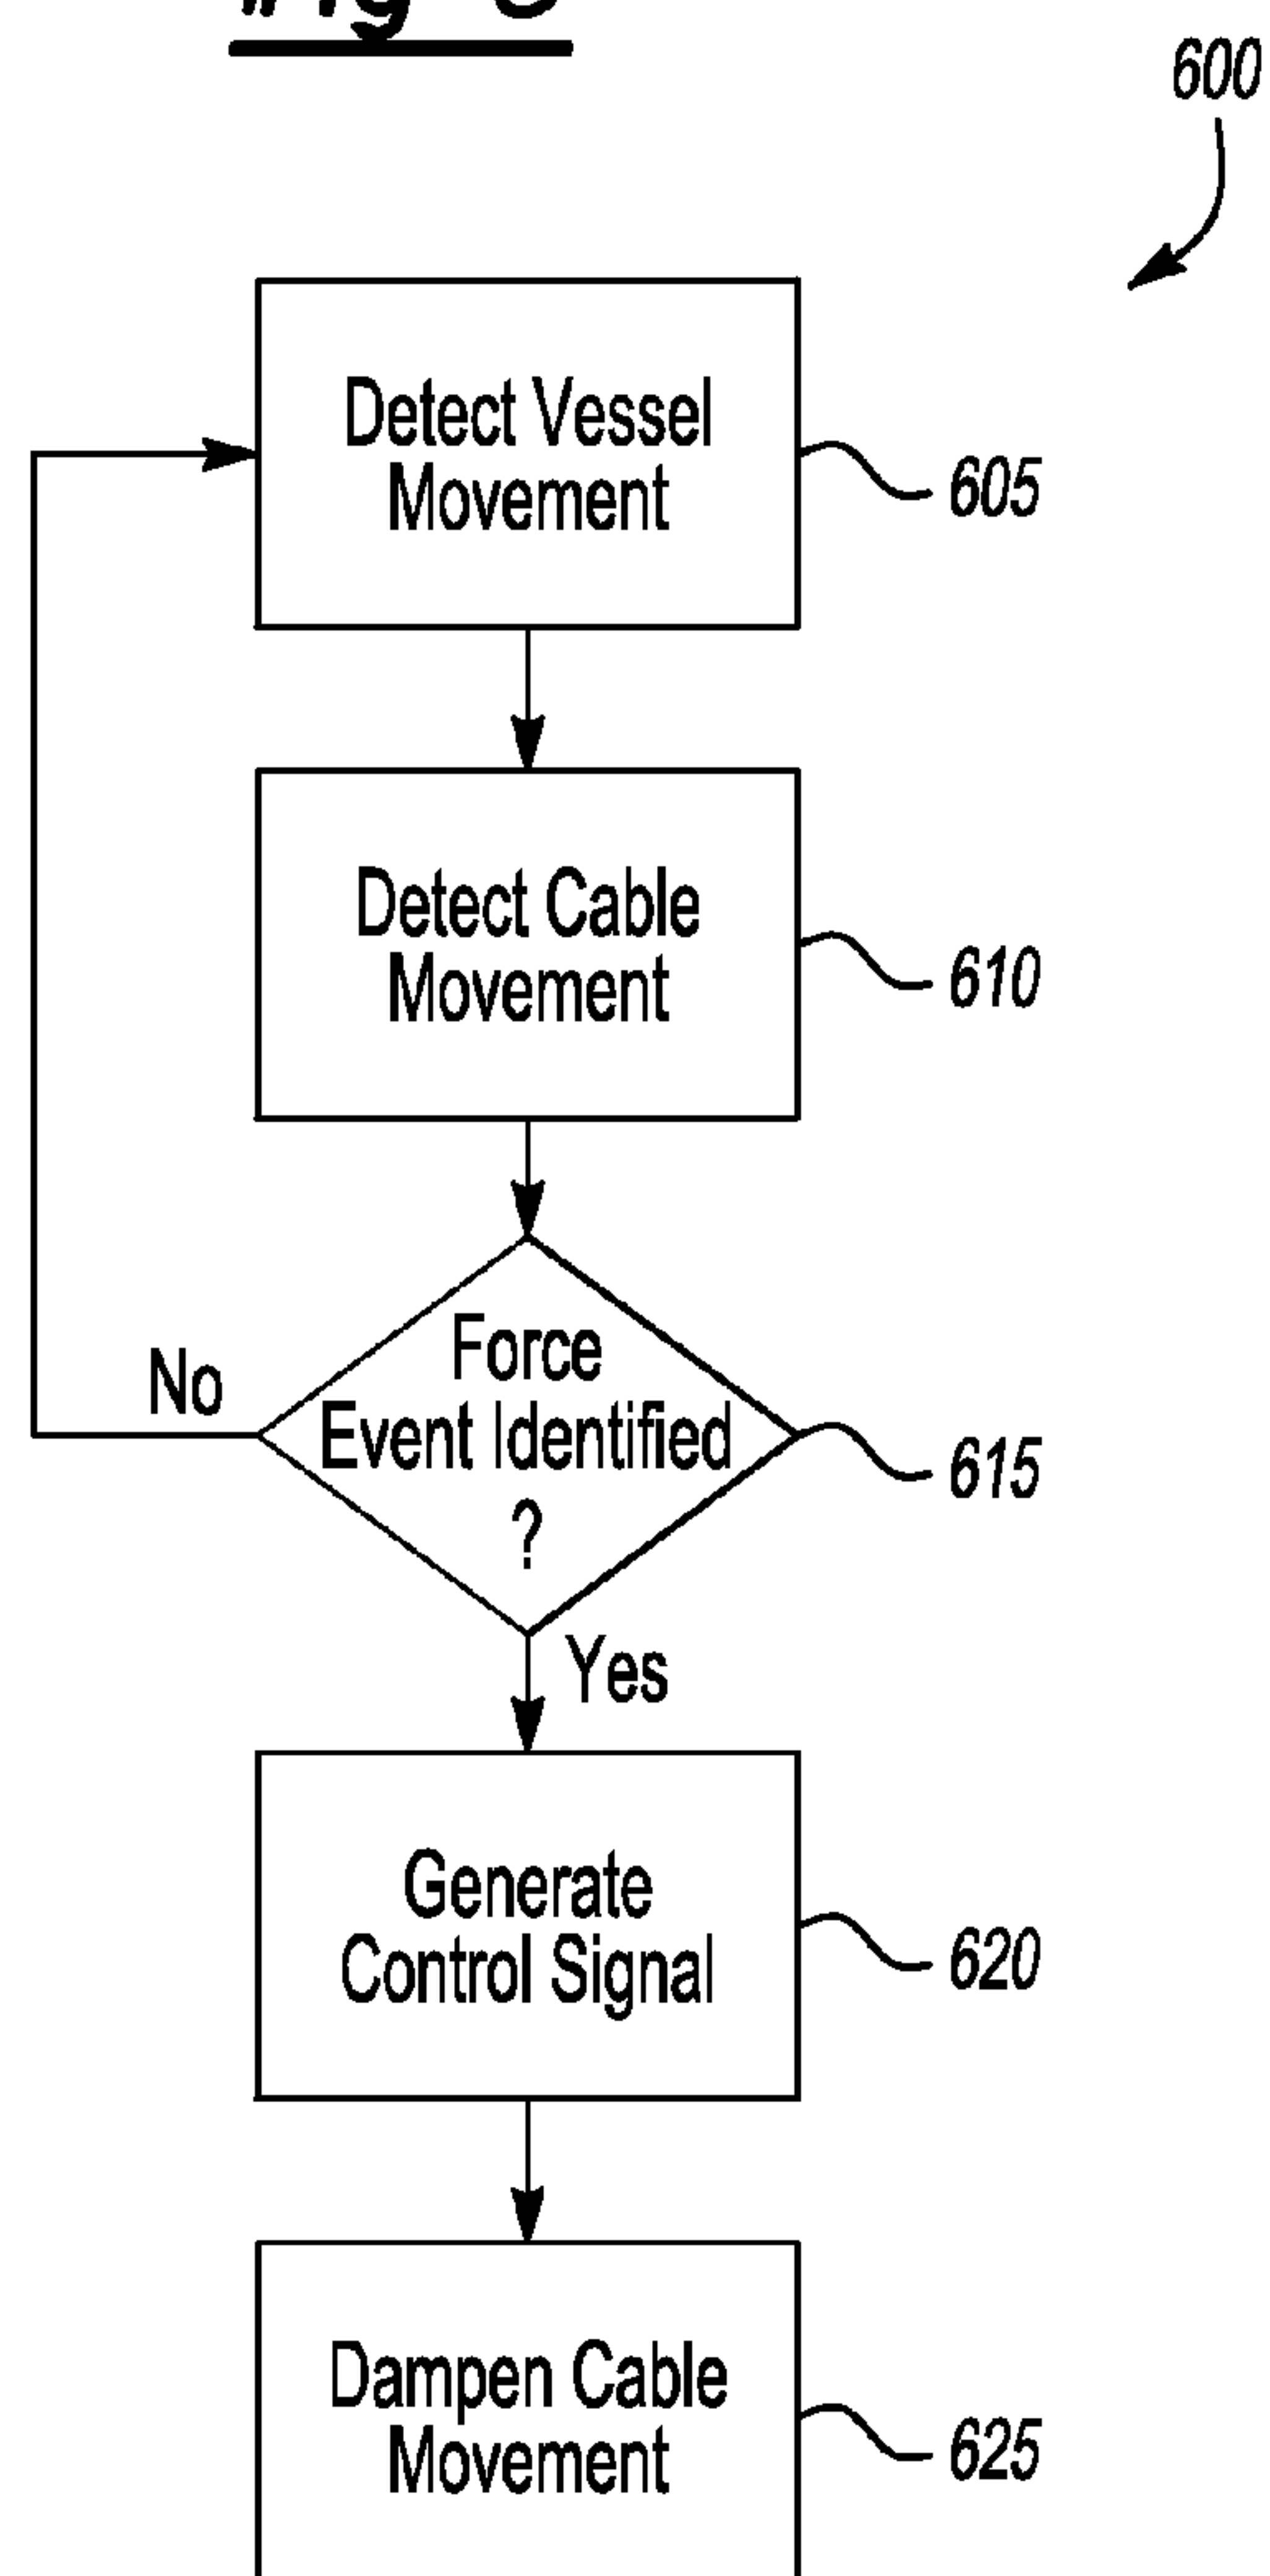 600
Detect Vessel
Movement
605
Detect Cable
Movement
610
Force
Event Identified
?
615
No
Yes
Generate
Control Signal
620
Dampen Cable
Movement
625